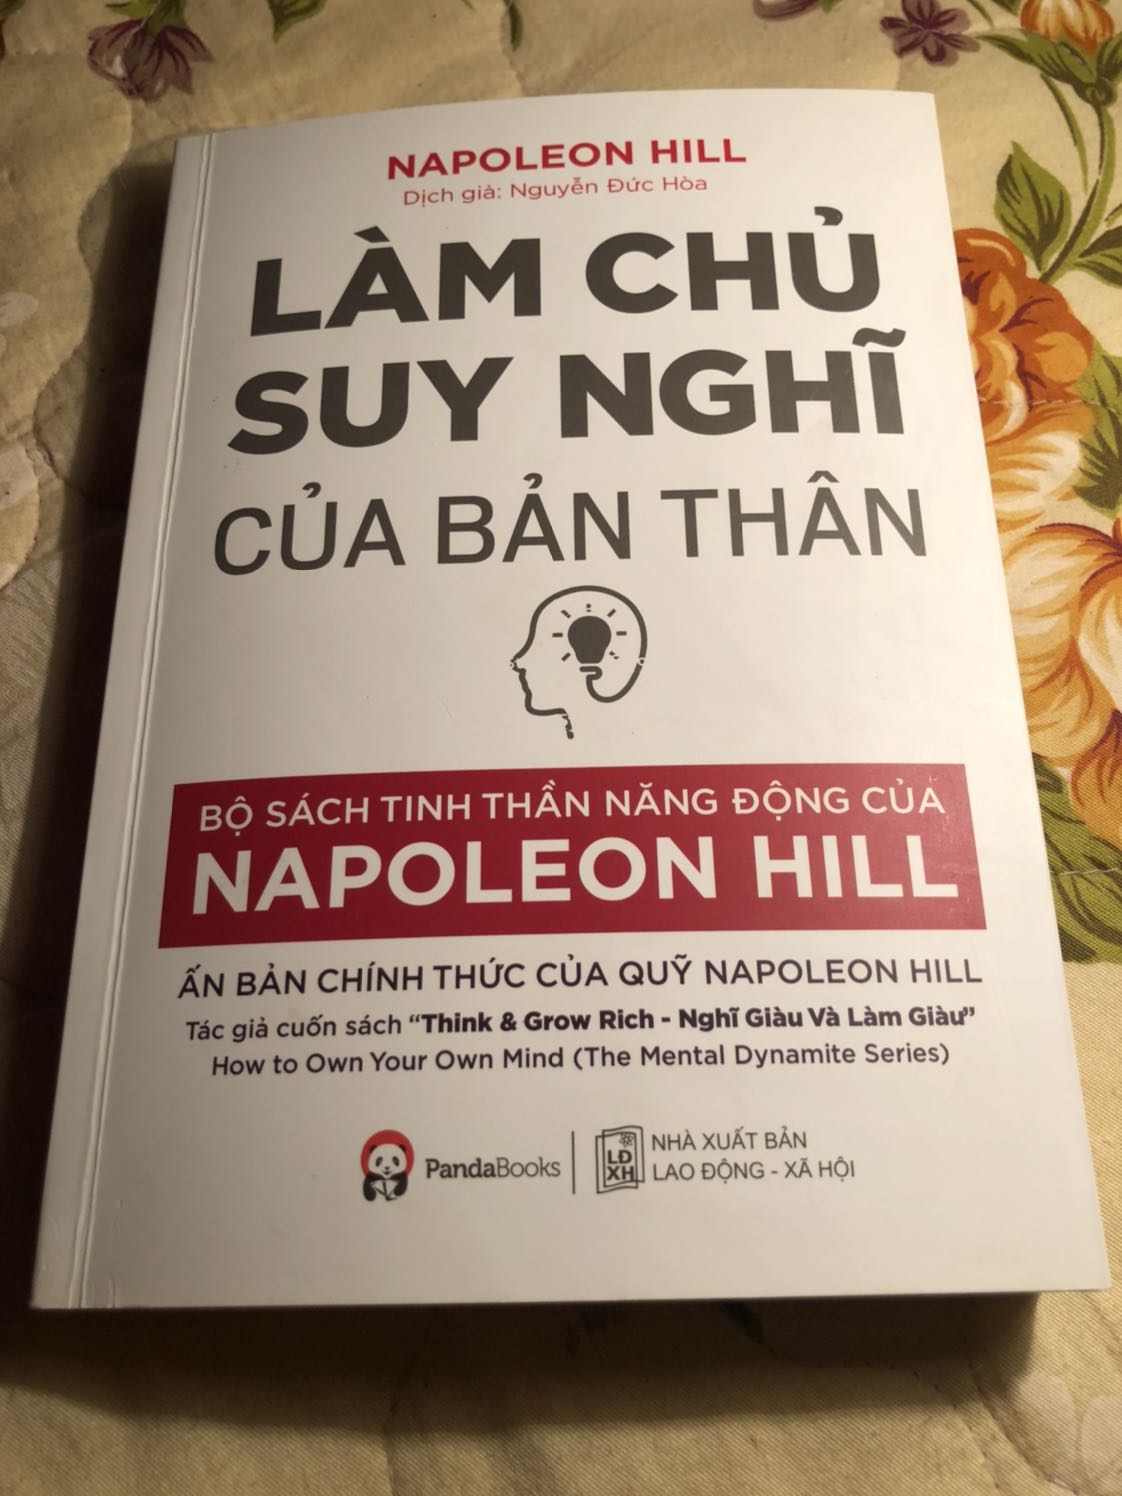 NAPOLEON HILL
Dịch giả: Nguyễn Đức Hòa
LÀM CHỦ
SUY NGHĨ
CỦA BẢN THÂN
BỘ SÁCH TINH THẦN NĂNG ĐỘNG CỦA
NAPOLEON HILL
ẤN BẢN CHÍNH THỨC CỦA QUỸ NAPOLEON HILL
Tác giả cuốn sách “Think & Grow Rich - Nghĩ Giàu Và Làm Giàu”
How to Own Your Own Mind (The Mental Dynamite Series)
PandaBooks
LĐ
XH
NHÀ XUẤT BẢN
LAO ĐỘNG - XÃ HỘI